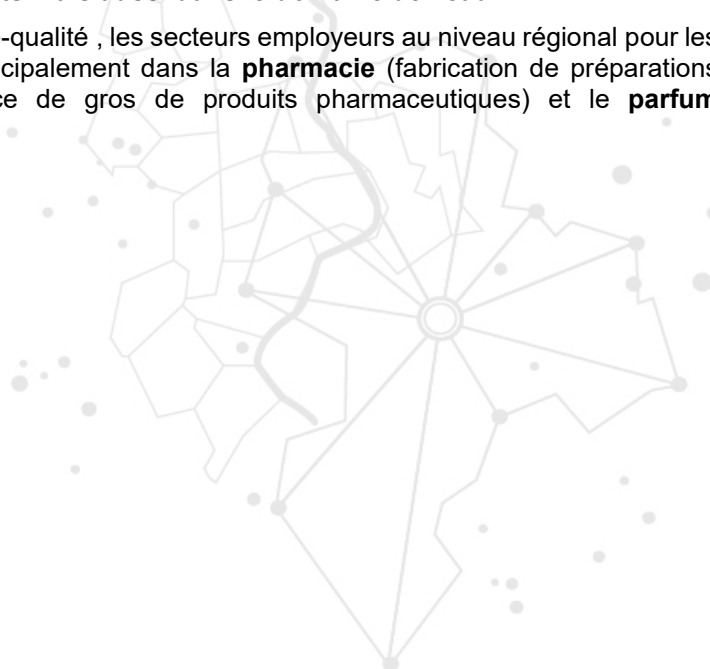 -qualité , les secteurs employeurs au niveau régional pour les
cipalement dans la pharmacie (fabrication de préparations
ce de gros de produits pharmaceutiques) et le parfum